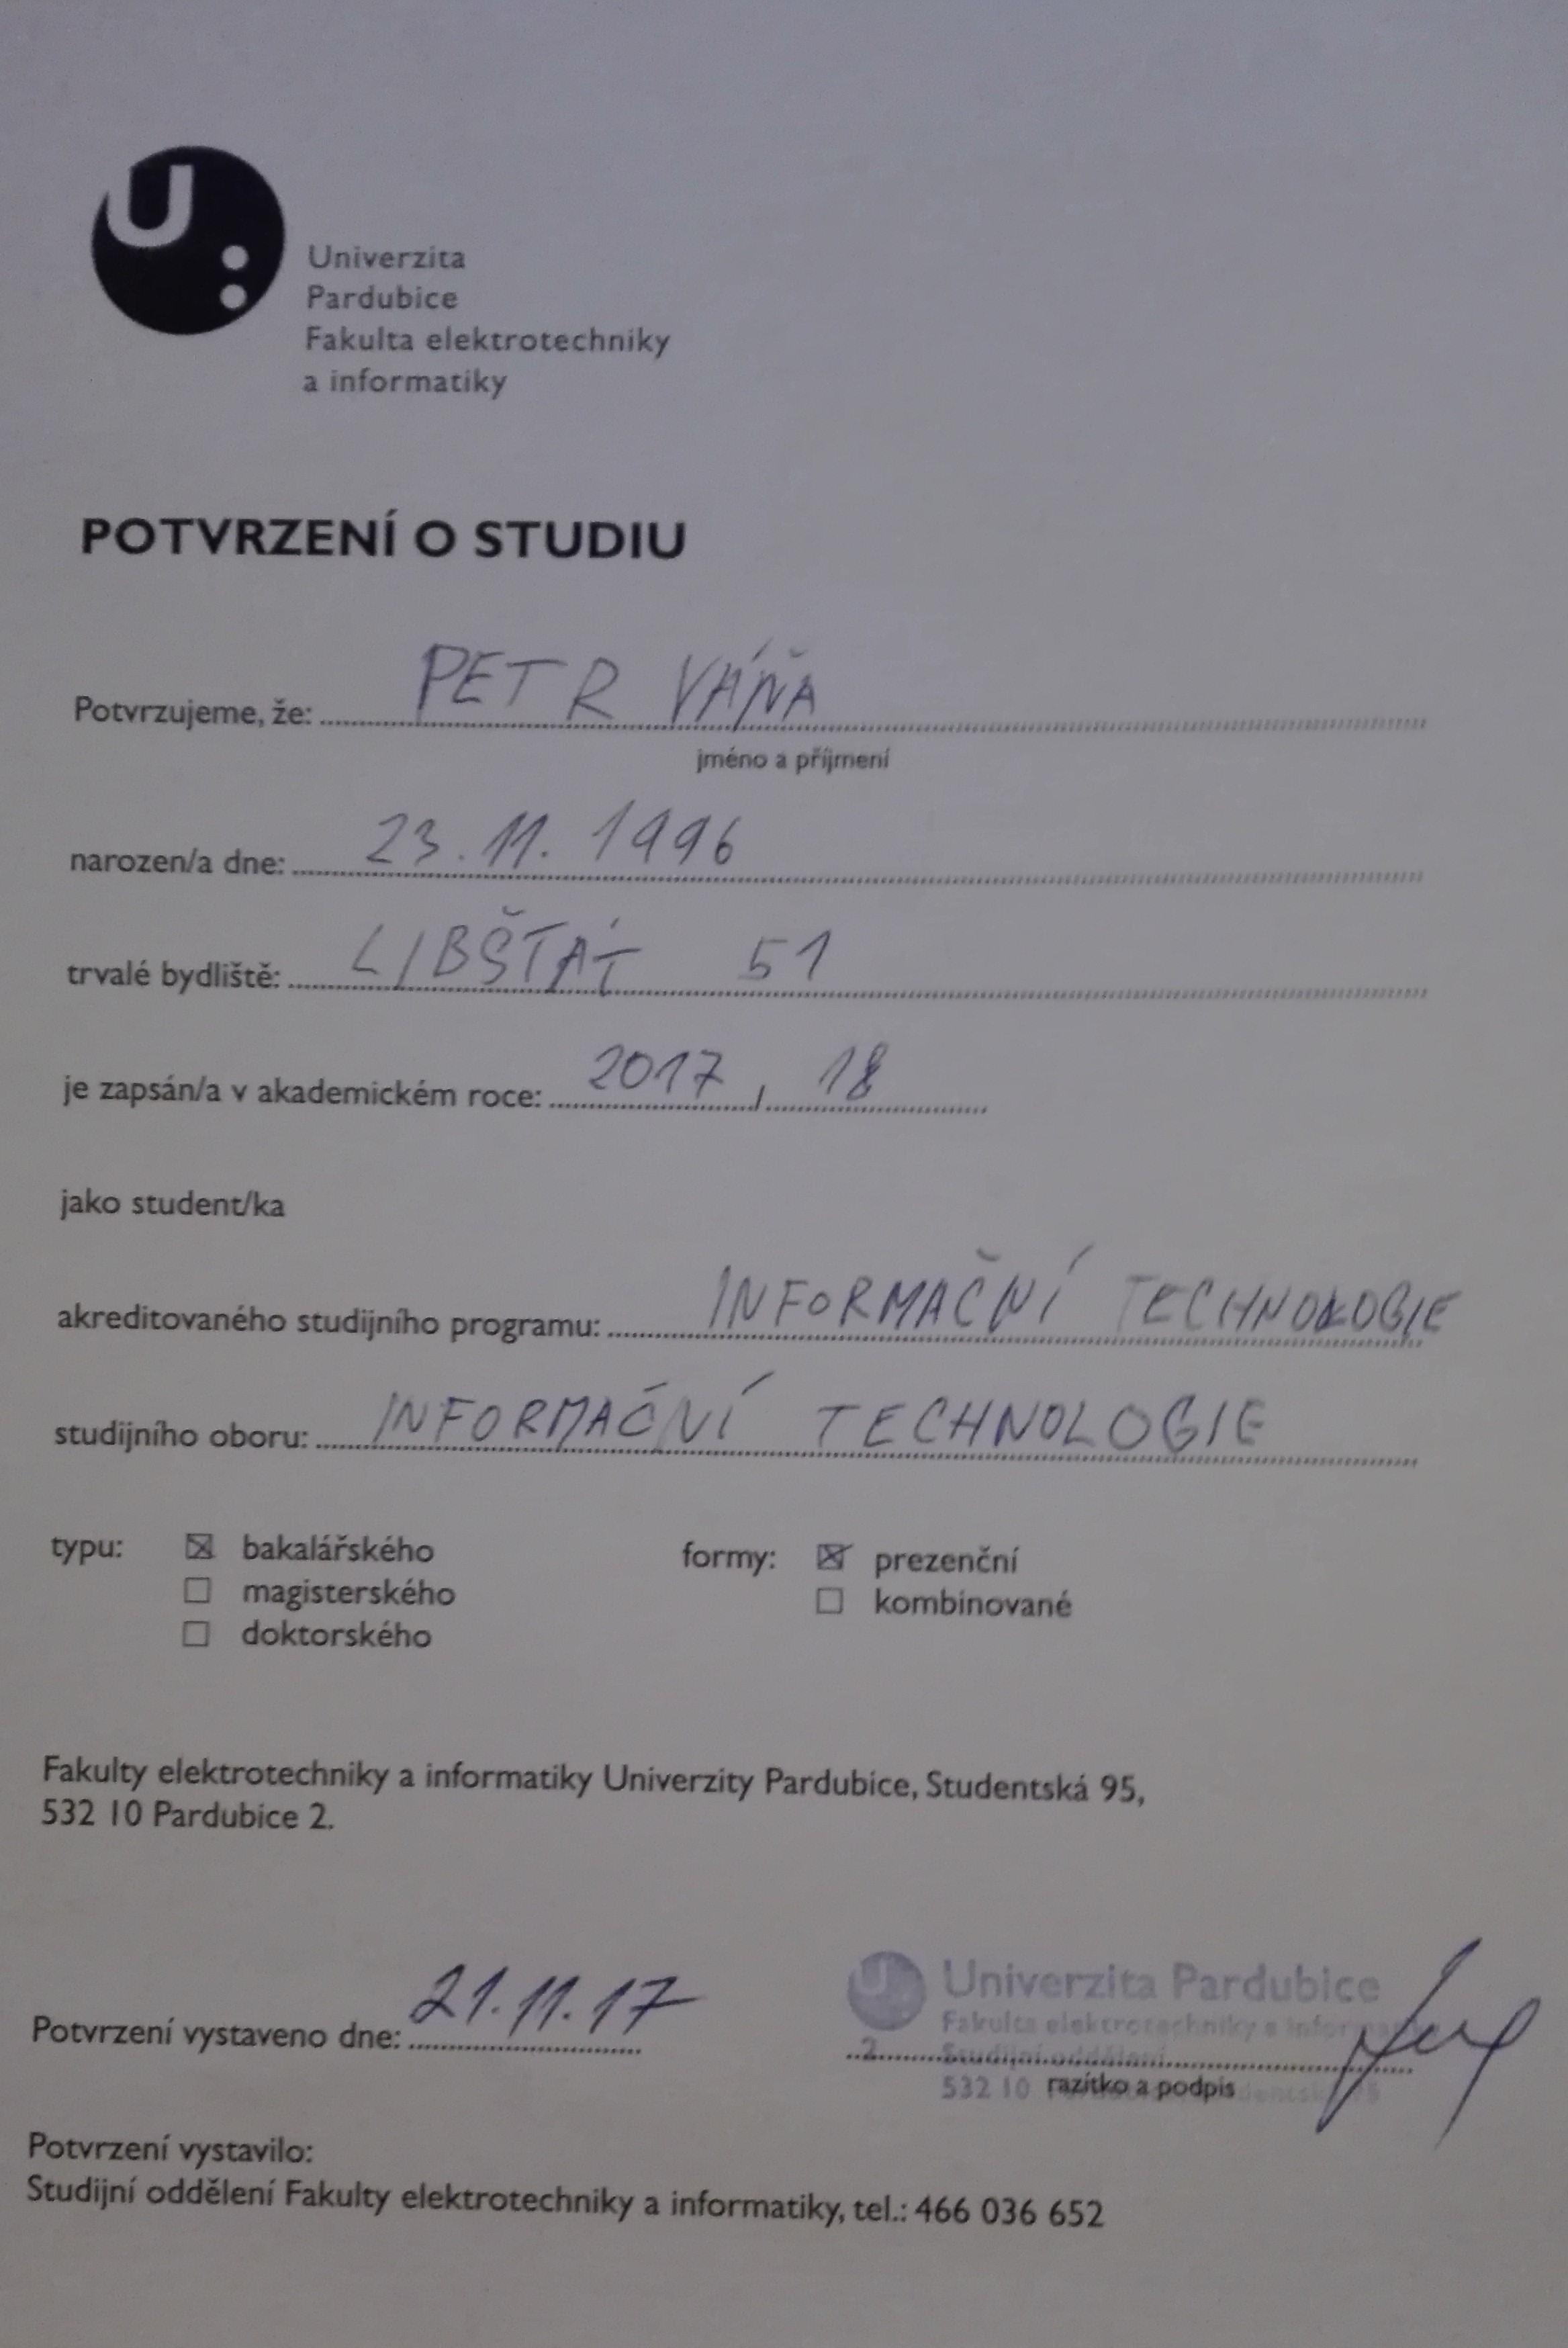 U:
Univerzita
Pardubice
Fakulta elektrotechniky
a informatiky
POTVRZENÍ O STUDIU
Potvrzujeme, že: PETR VÁŇA
jméno a příjmení
narozen/a dne: 23.11.1996
trvalé bydliště: LIBŠTÁT 51
je zapsán/a v akademickém roce: 2017 / 18
jako student/ka
akreditovaného studijního programu: INFORMAČNÍ TECHNOLOGIE
studijního oboru: INFORMAČNÍ TECHNOLOGIE
typu: ☒ bakalářského formy: ☒ prezenční
☐ magisterského ☐ kombinované
☐ doktorského
Fakulty elektrotechniky a informatiky Univerzity Pardubice, Studentská 95,
532 10 Pardubice 2.
Univerzita Pardubice
Fakulta elektrotechniky a informatiky
Potvrzení vystaveno dne: 21.11.17
2 Studijní oddělení
532 10
razítko a podpis
Potvrzení vystavilo:
Studijní oddělení Fakulty elektrotechniky a informatiky, tel.: 466 036 652